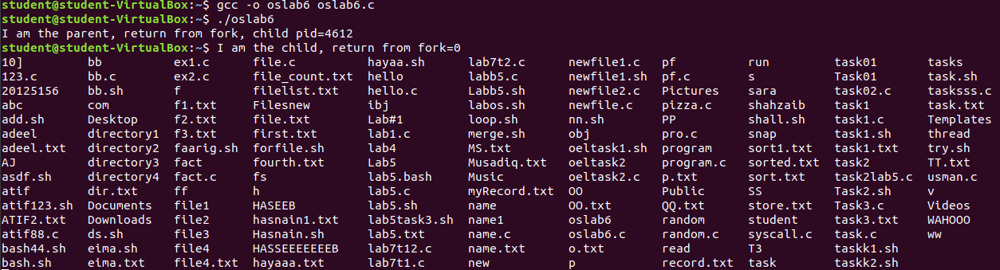 student@student-VirtualBox:~$ gcc -o oslab6 oslab6.c
student@student-VirtualBox:~$ ./oslab6
I am the parent, return from fork, child pid=4612
student@student-VirtualBox:~$ I am the child, return from fork=0
10] bb ex1.c file.c hayaa.sh lab7t2.c newfile1.c pf run task01 tasks
123.c bb.c ex2.c file_count.txt hello labb5.c newfile1.sh pf.c s Task01 task.sh
20125156 bb.sh f filelist.txt hello.c Labb5.sh newfile2.c Pictures sara task02.c tasksss.c
abc com f1.txt Filesnew ibj labos.sh newfile.c pizza.c shahzaib task1 task.txt
add.sh Desktop f2.txt file.txt Lab#1 loop.sh nn.sh PP shall.sh task1.c Templates
adeel directory1 f3.txt first.txt lab1.c merge.sh obj pro.c snap task1.sh thread
adeel.txt directory2 faarig.sh forfile.sh lab4 MS.txt oeltask1.sh program sort1.txt task1.txt try.sh
AJ directory3 fact fourth.txt Lab5 Musadiq.txt oeltask2 program.c sorted.txt task2 TT.txt
asdf.sh directory4 fact.c fs lab5.bash Music oeltask2.c p.txt sort.txt task2lab5.c usman.c
atif dir.txt ff h lab5.c myRecord.txt OO Public SS Task2.sh v
atif123.sh Documents file1 HASEEB lab5.sh name OO.txt QQ.txt store.txt Task3.c Videos
ATIF2.txt Downloads file2 hasnain1.txt lab5task3.sh name1 oslab6 random student task3.txt WAHOOO
atif88.c ds.sh file3 Hasnain.sh lab5.txt name.c oslab6.c random.c syscall.c task.c ww
bash44.sh eima.sh file4 HASSEEEEEEEB lab7t12.c name.txt o.txt read T3 taskk1.sh
bash.sh eima.txt file4.txt hayaaa.txt lab7t1.c new p record.txt task taskk2.sh